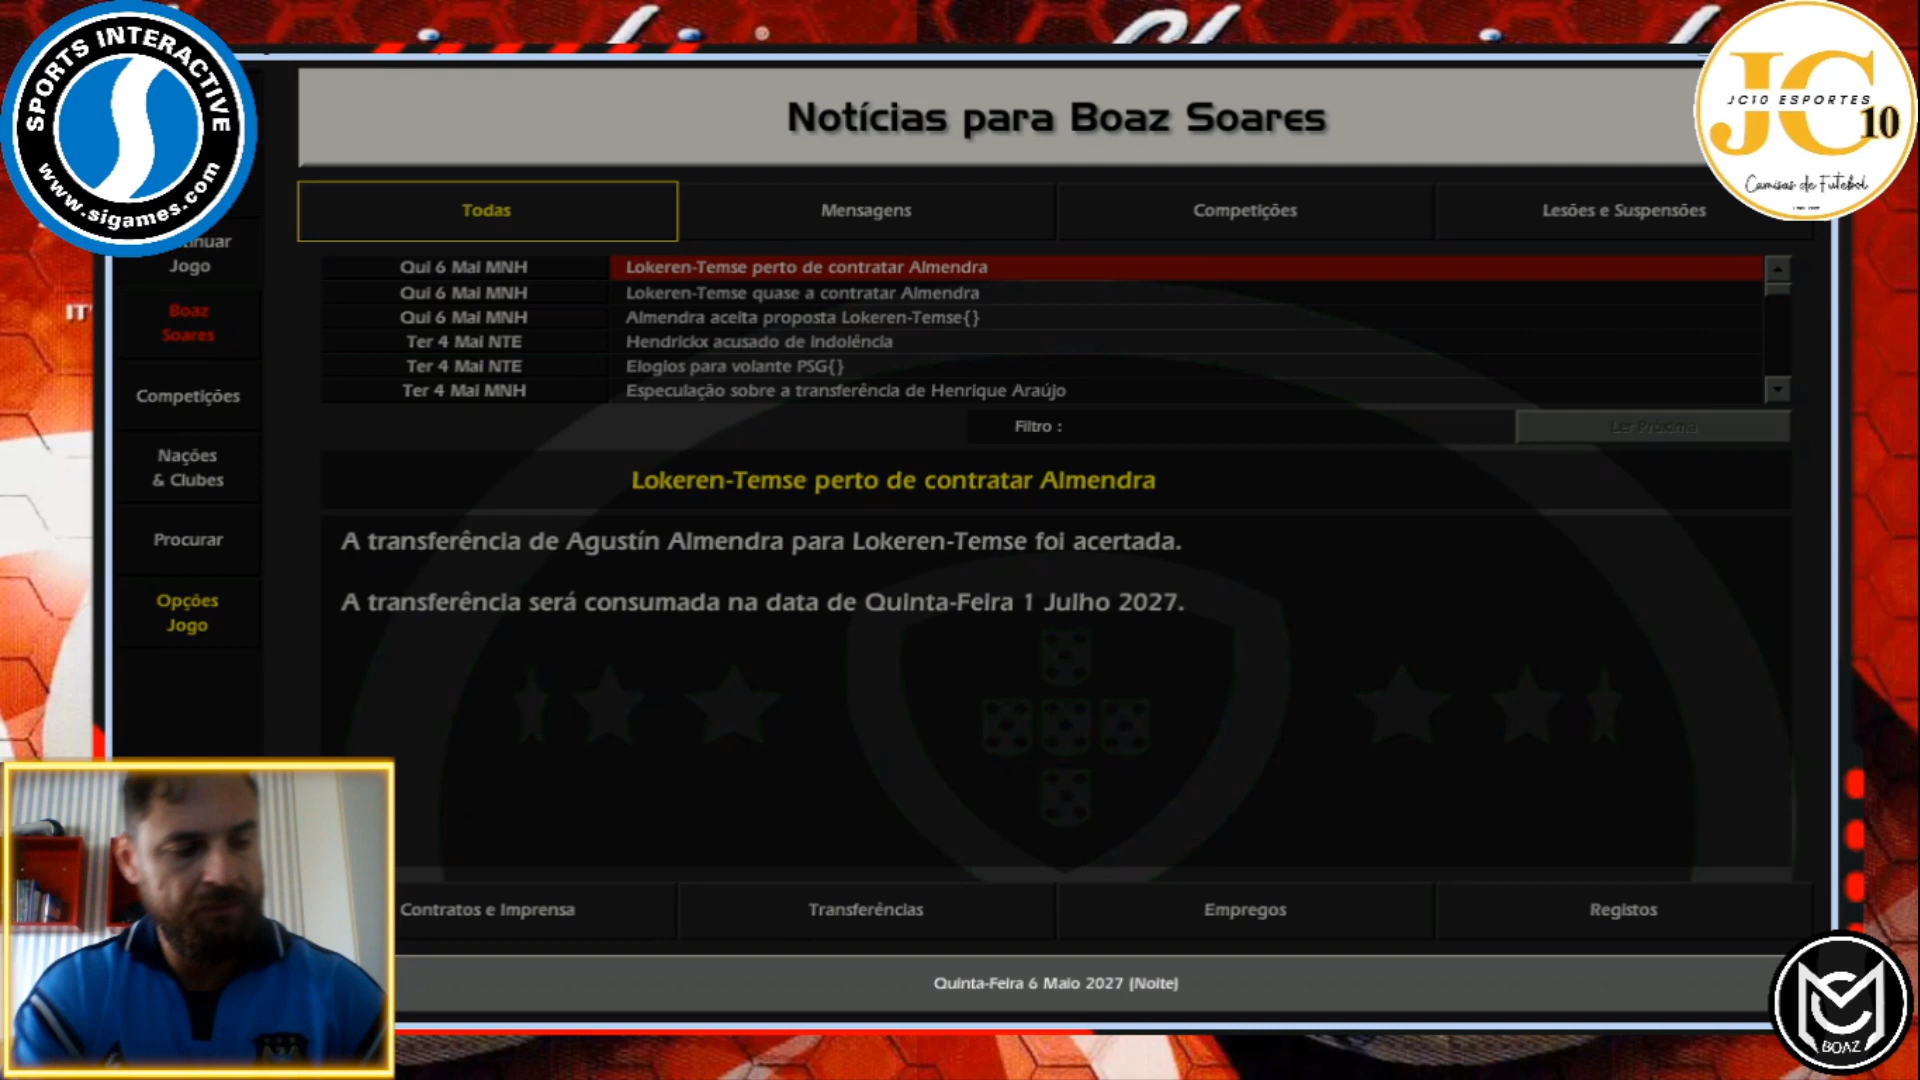 SPORTS INTERACTIVE
www.sigames.com
JC
JC10 ESPORTES
10
Camisas de Futebol
Notícias para Boaz Soares
Todas
Mensagens
Competições
Lesões e Suspensões
Jogo
Boaz
Soares
Competições
Nações
& Clubes
Procurar
Opções
Jogo
Qui 6 Mai MNH Lokeren-Temse perto de contratar Almendra
Qui 6 Mai MNH Lokeren-Temse quase a contratar Almendra
Qui 6 Mai MNH Almendra aceita proposta Lokeren-Temse{}
Ter 4 Mai NTE Hendrickx acusado de indolência
Ter 4 Mai NTE Elogios para volante PSG{}
Ter 4 Mai MNH Especulação sobre a transferência de Henrique Araújo
Filtro :
Ler Próxima
Lokeren-Temse perto de contratar Almendra
A transferência de Agustín Almendra para Lokeren-Temse foi acertada.
A transferência será consumada na data de Quinta-Feira 1 Julho 2027.
Contratos e Imprensa
Transferências
Empregos
Registos
Quinta-Feira 6 Maio 2027 (Noite)
BOAZ